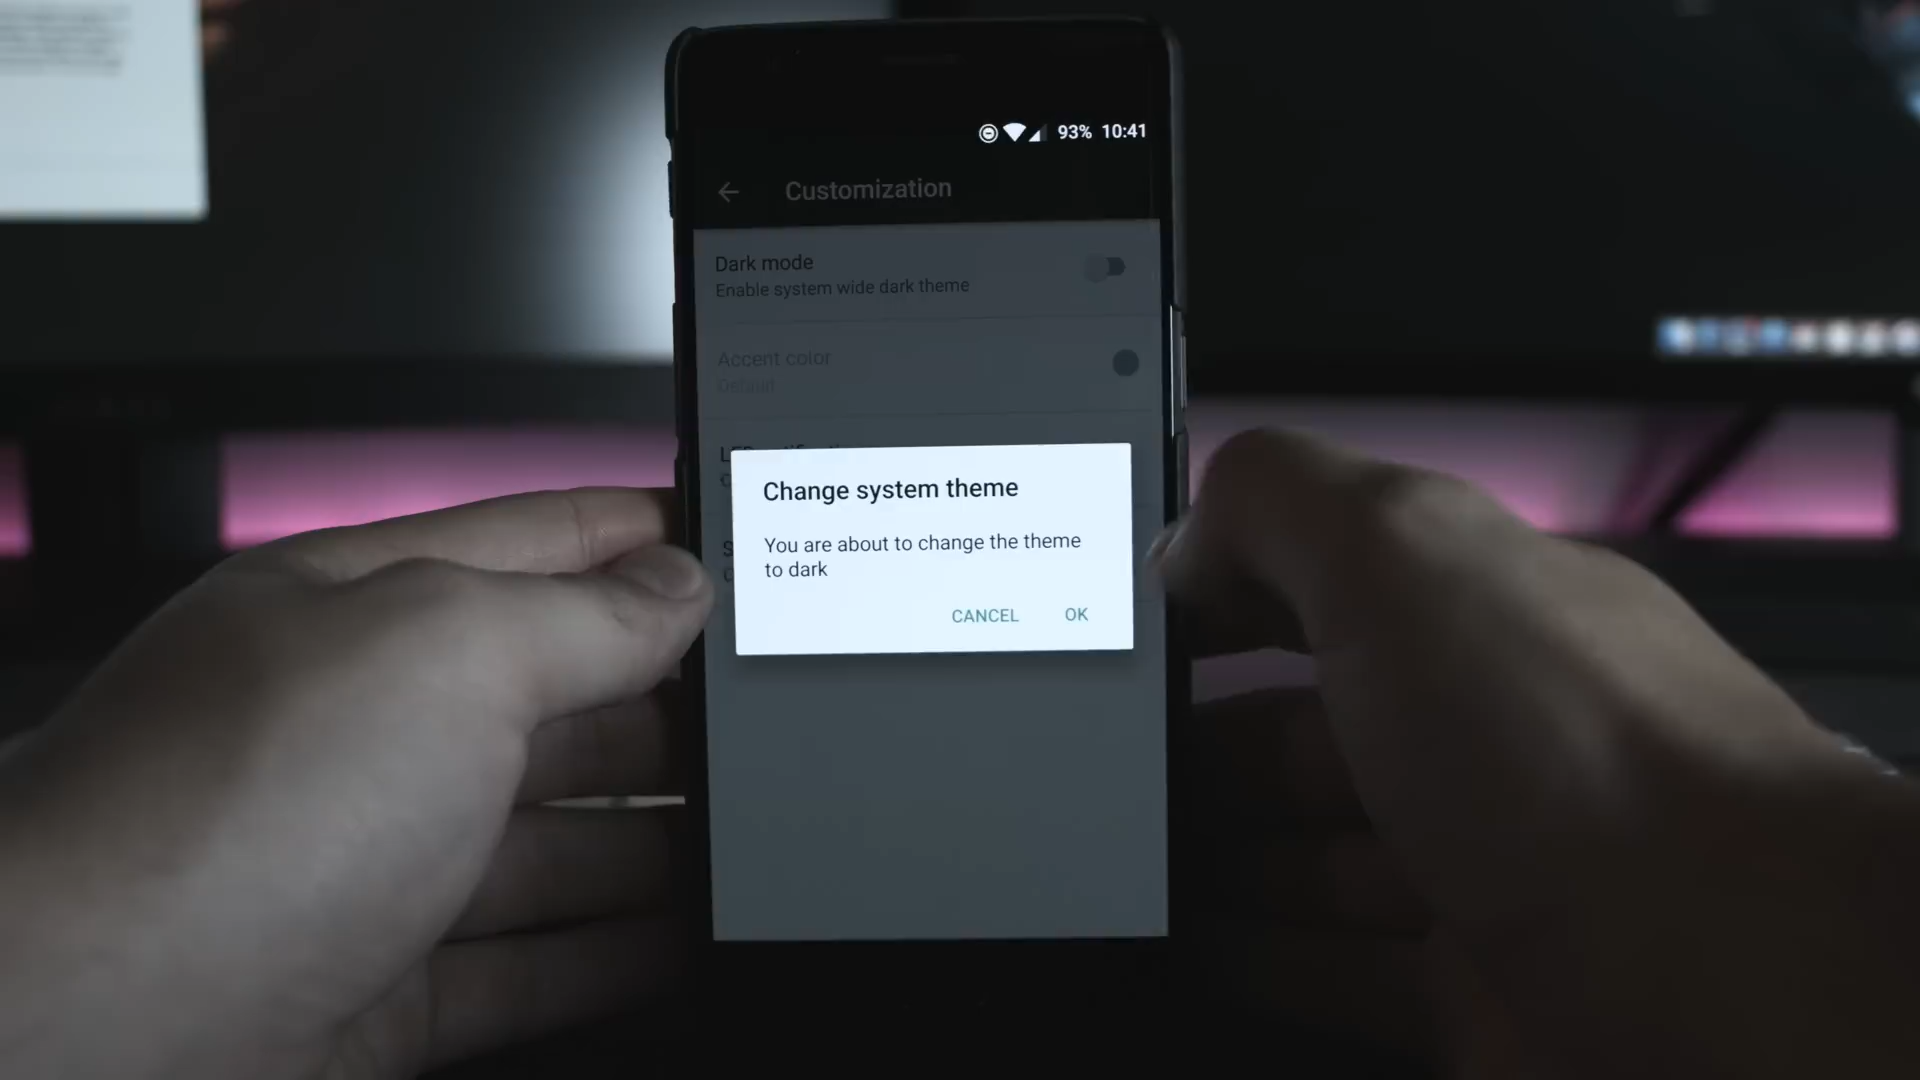 93% 10:41
Customization
Dark mode
Enable system wide dark theme
Accent color
Default
Change system theme
You are about to change the theme
to dark
CANCEL OK